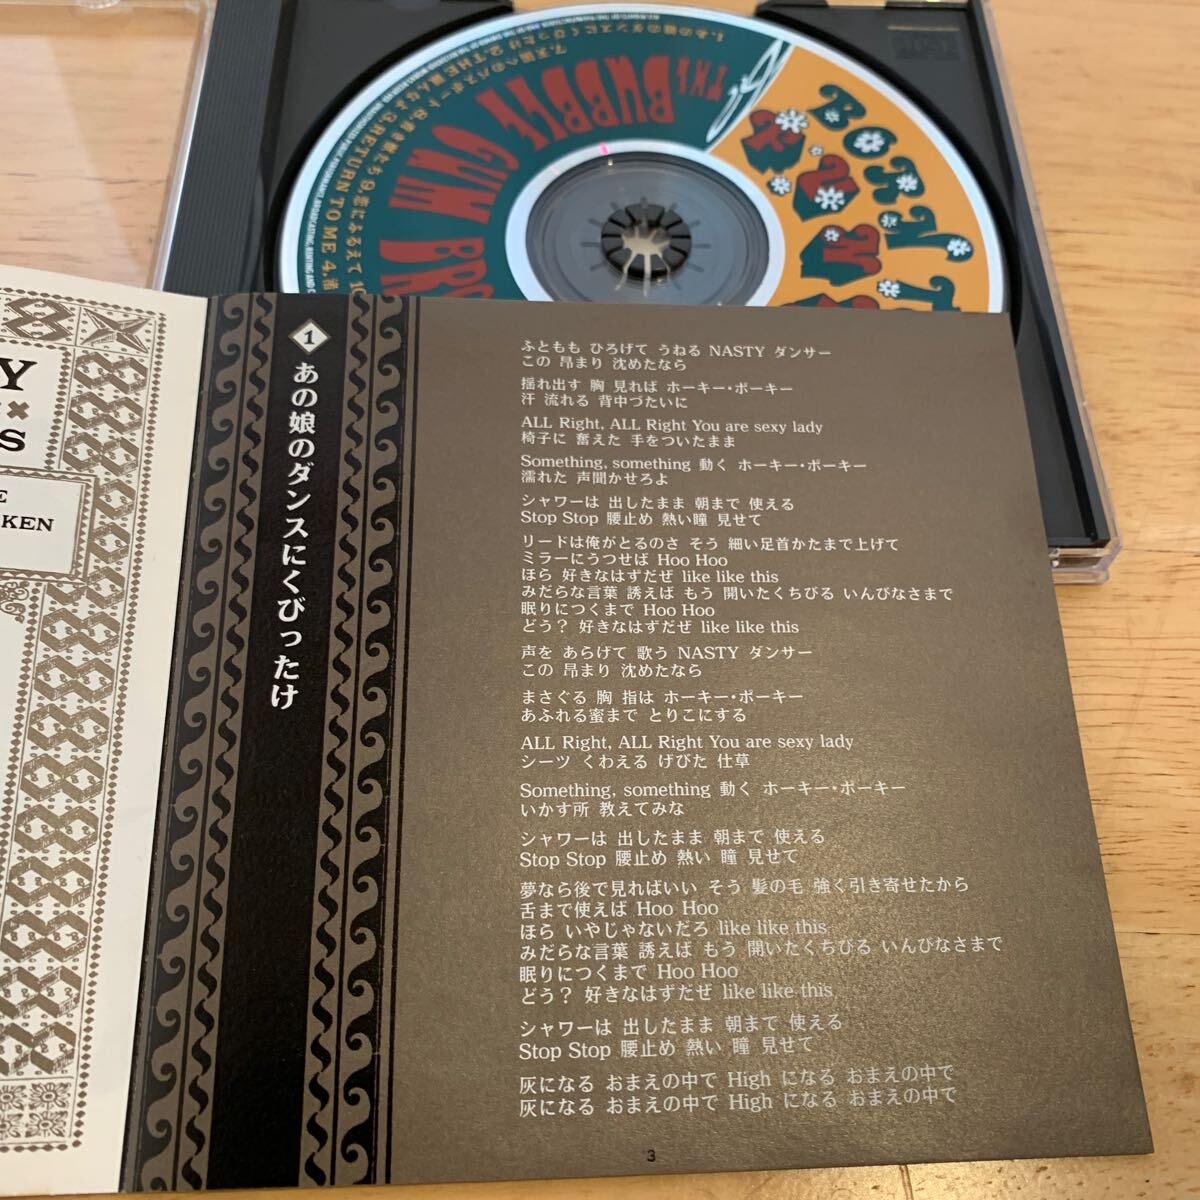 THE BUBBLE GUM
1.あの娘のダンスにくびったけ 2.THE
RETURN TO ME 4.
Y
S
E
KEN
1 あの娘のダンスにくびったけ
ふともも ひろげて うねる NASTY ダンサー
この 昂まり 沈めたなら
揺れ出す 胸 見れば ホーキー・ポーキー
汗 流れる 背中づたいに
ALL Right, ALL Right You are sexy lady
椅子に 奮えた 手をついたまま
Something, something 動く ホーキー・ポーキー
濡れた 声聞かせろよ
シャワーは 出したまま 朝まで 使える
Stop Stop 腰止め 熱い瞳 見せて
リードは俺がとるのさ そう 細い足首かたまで上げて
ミラーにうつせば Hoo Hoo
ほら 好きなはずだぜ like like this
みだらな言葉 誘えば もう 開いたくちびる いんびなさまで
眠りにつくまで Hoo Hoo
どう? 好きなはずだぜ like like this
声を あらげて 歌う NASTY ダンサー
この 昂まり 沈めたなら
まさぐる 胸 指は ホーキー・ポーキー
あふれる蜜まで とりこにする
ALL Right, ALL Right You are sexy lady
シーツ くわえる げびた 仕草
Something, something 動く ホーキー・ポーキー
いかす所 教えてみな
シャワーは 出したまま 朝まで 使える
Stop Stop 腰止め 熱い 瞳 見せて
夢なら後で見ればいい そう 髪の毛 強く引き寄せたから
舌まで使えば Hoo Hoo
ほら いやじゃないだろ like like this
みだらな言葉 誘えば もう 開いたくちびる いんびなさまで
眠りにつくまで Hoo Hoo
どう? 好きなはずだぜ like like this
シャワーは 出したまま 朝まで 使える
Stop Stop 腰止め 熱い 瞳 見せて
灰になる おまえの中で High になる おまえの中で
灰になる おまえの中で High になる おまえの中で
3